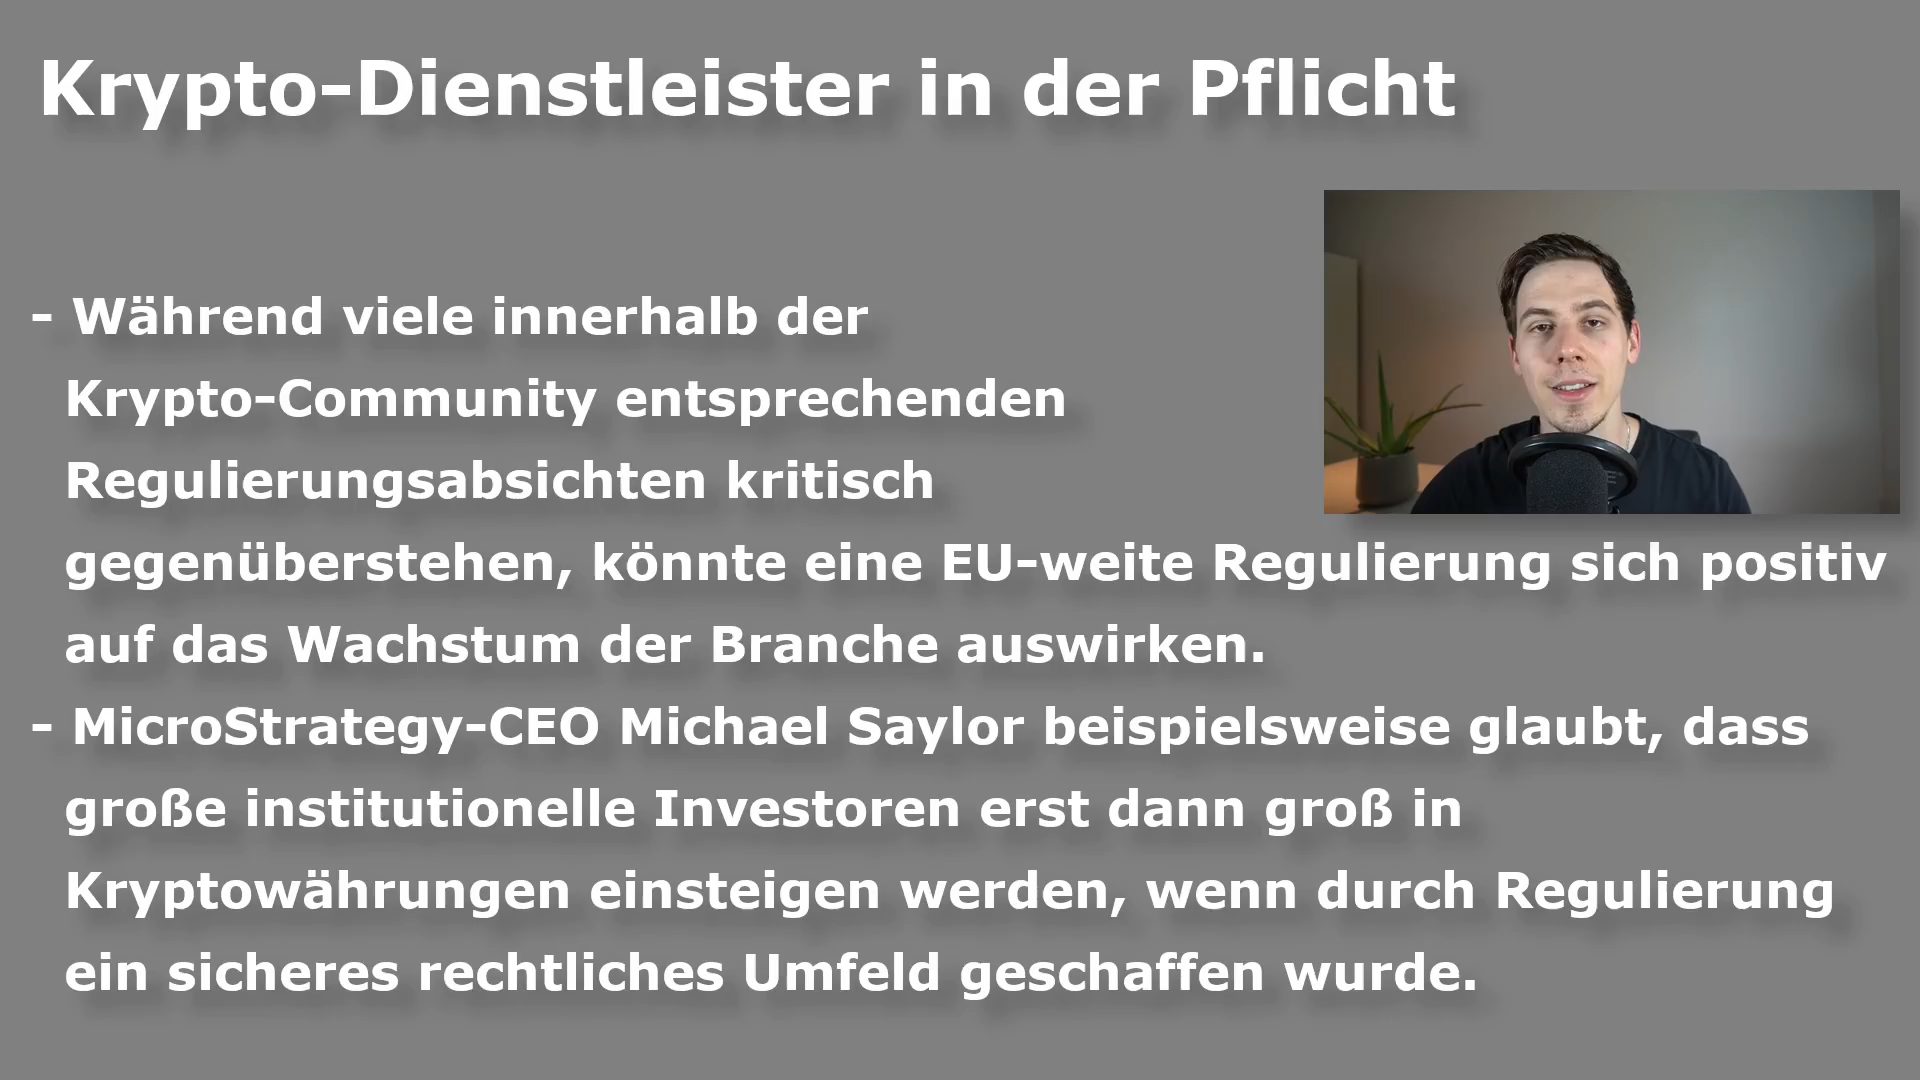 Krypto-Dienstleister in der Pflicht
- Während viele innerhalb der
Krypto-Community entsprechenden
Regulierungsabsichten kritisch
gegenüberstehen, könnte eine EU-weite Regulierung sich positiv
auf das Wachstum der Branche auswirken.
- MicroStrategy-CEO Michael Saylor beispielsweise glaubt, dass
große institutionelle Investoren erst dann groß in
Kryptowährungen einsteigen werden, wenn durch Regulierung
ein sicheres rechtliches Umfeld geschaffen wurde.